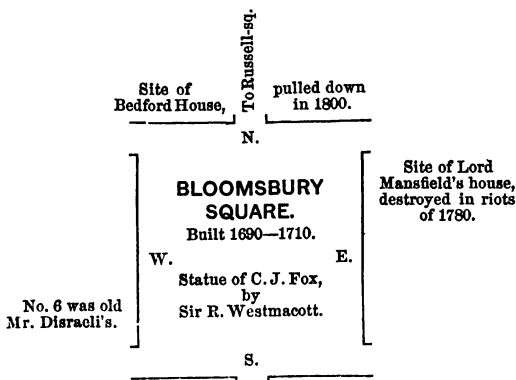 To Russell-sq.
Site of
Bedford House,
pulled down
in 1800.
N.
BLOOMSBURY
SQUARE.
Built 1690—1710.
W.
E.
Statue of C. J. Fox,
by
Sir R. Westmacott.
Site of Lord
Mansfield's house,
destroyed in riots
of 1780.
No. 6 was old
Mr. Disraeli's.
S.